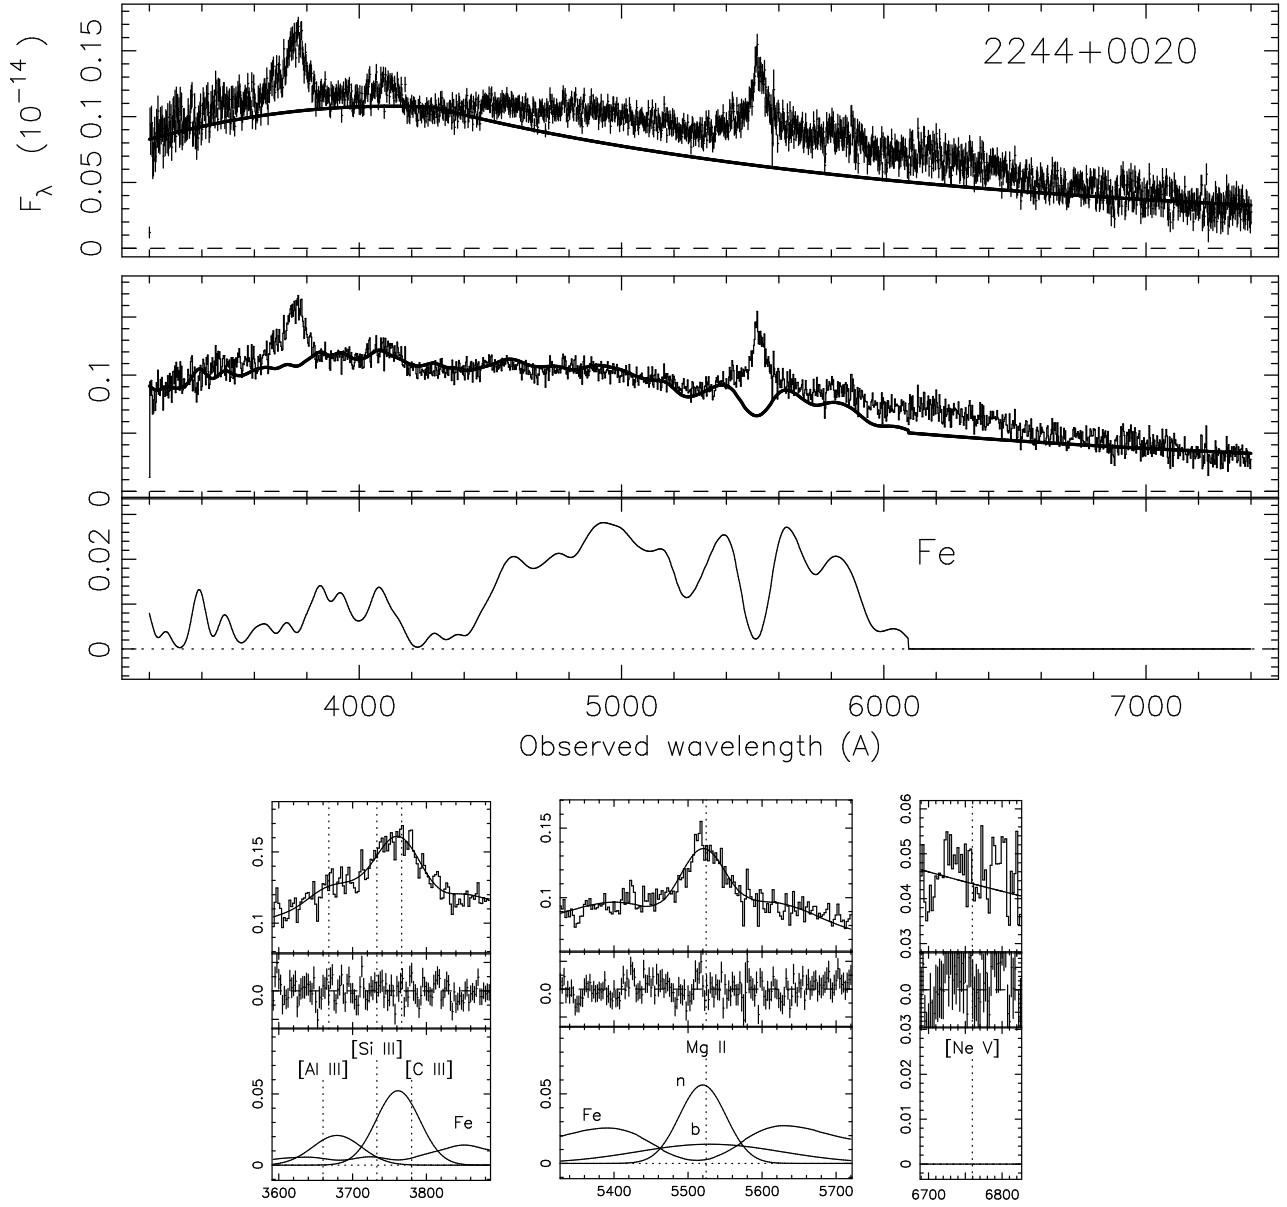 2244+0020
F_λ (10^−14)
0 0.05 0.1 0.15
0 0.1
Fe
0 0.02
4000 5000 6000 7000
Observed wavelength (A)
0.1 0.15
0.0
[Si III]
[Al III] [C III]
Fe
0 0.05
3600 3700 3800
0.1 0.15
0.0
Mg II
n
Fe
b
0 0.05
5400 5500 5600 5700
0.03 0.04 0.05 0.06
0.0
[Ne V]
0 0.01 0.02 0.03
6700 6800